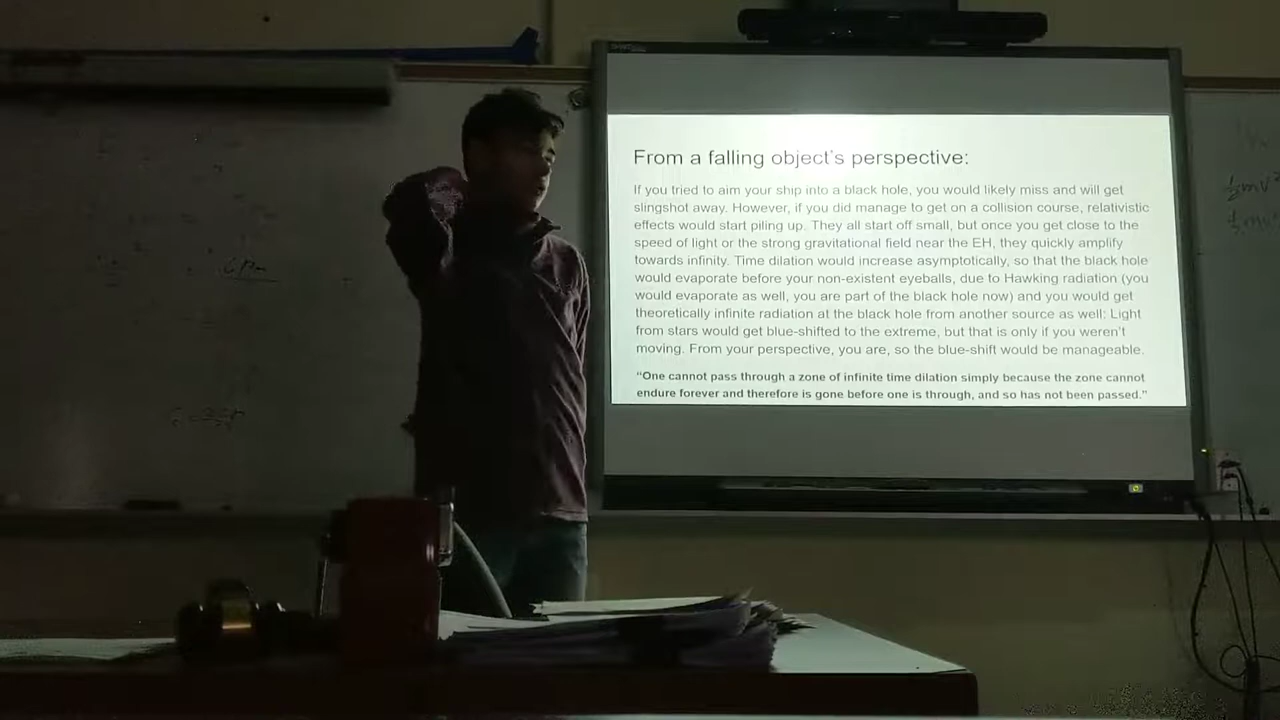 From a falling object's perspective:
If you tried to aim your ship into a black hole, you would likely miss and will get
slingshot away. However, if you did manage to get on a collision course, relativistic
effects would start piling up. They all start off small, but once you get close to the
speed of light or the strong gravitational field near the EH, they quickly amplify
towards infinity. Time dilation would increase asymptotically, so that the black hole
would evaporate before your non-existent eyeballs, due to Hawking radiation (you
would evaporate as well, you are part of the black hole now) and you would get
theoretically infinite radiation at the black hole from another source as well: Light
from stars would get blue-shifted to the extreme, but that is only if you weren't
moving. From your perspective, you are, so the blue-shift would be manageable.
“One cannot pass through a zone of infinite time dilation simply because the zone cannot
endure forever and therefore is gone before one is through, and so has not been passed.”